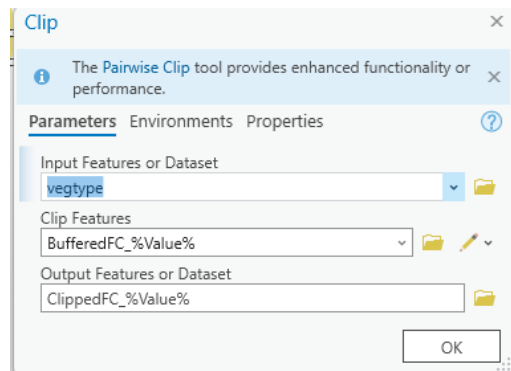 Clip
The Pairwise Clip tool provides enhanced functionality or
performance.
Parameters Environments Properties
Input Features or Dataset
vegtype
Clip Features
BufferedFC_%Value%
Output Features or Dataset
ClippedFC_%Value%
OK